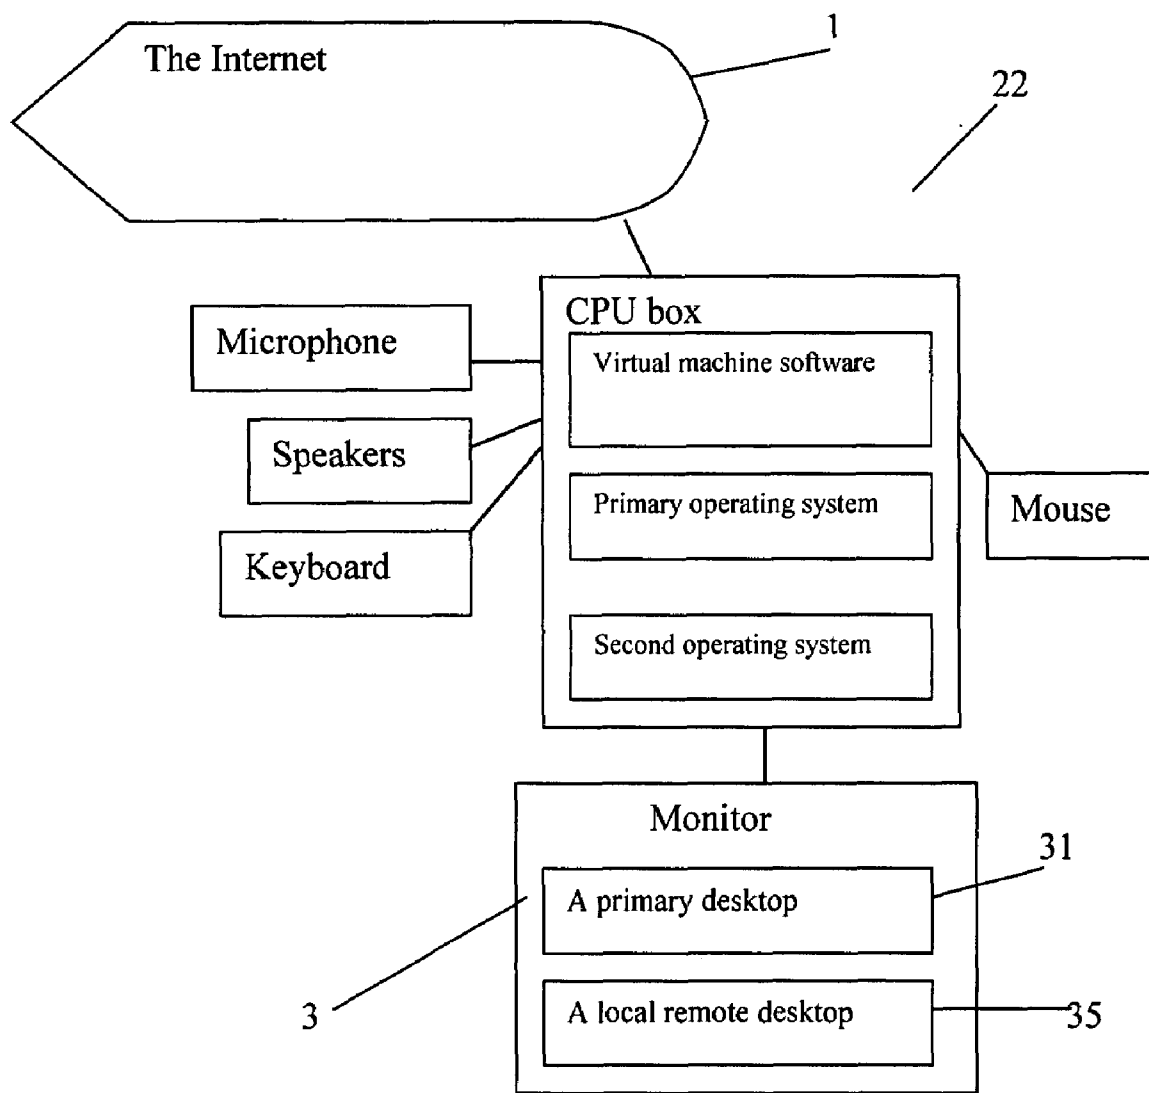 The Internet
1
22
CPU box
Microphone
Virtual machine software
Speakers
Primary operating system
Mouse
Keyboard
Second operating system
Monitor
31
A primary desktop
3
A local remote desktop
35